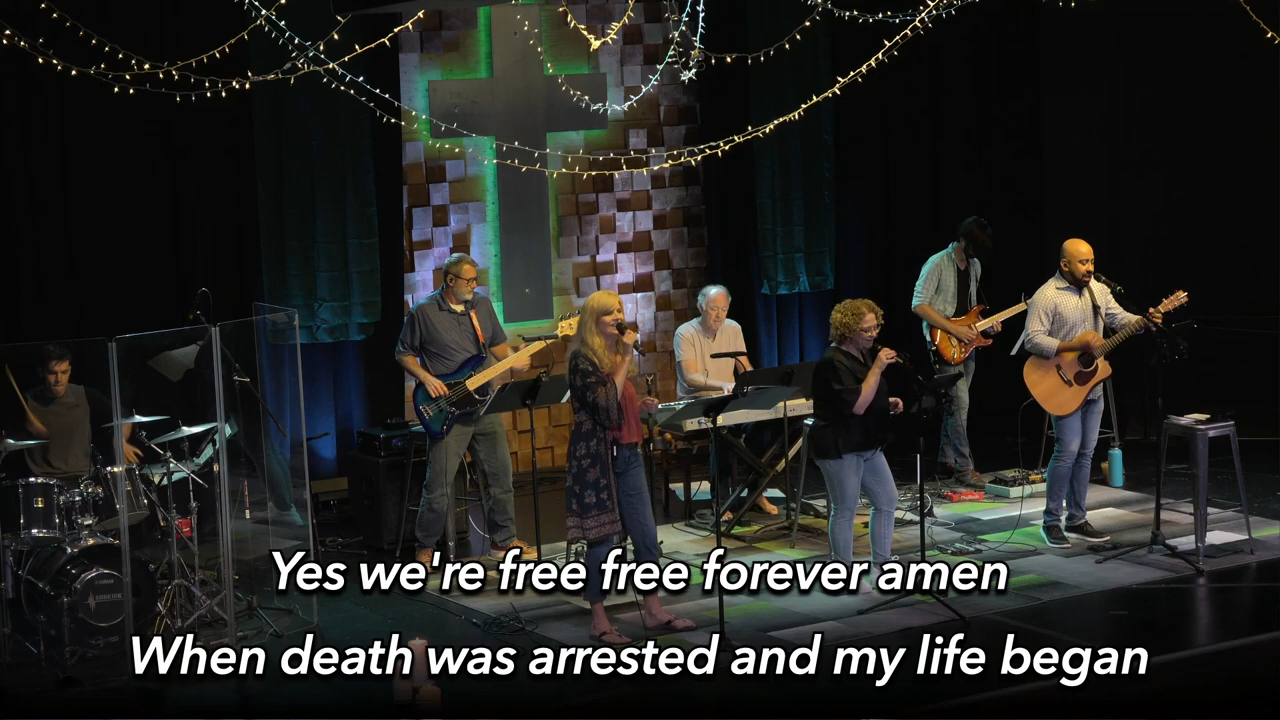 Yes we're free free forever amen
When death was arrested and my life began